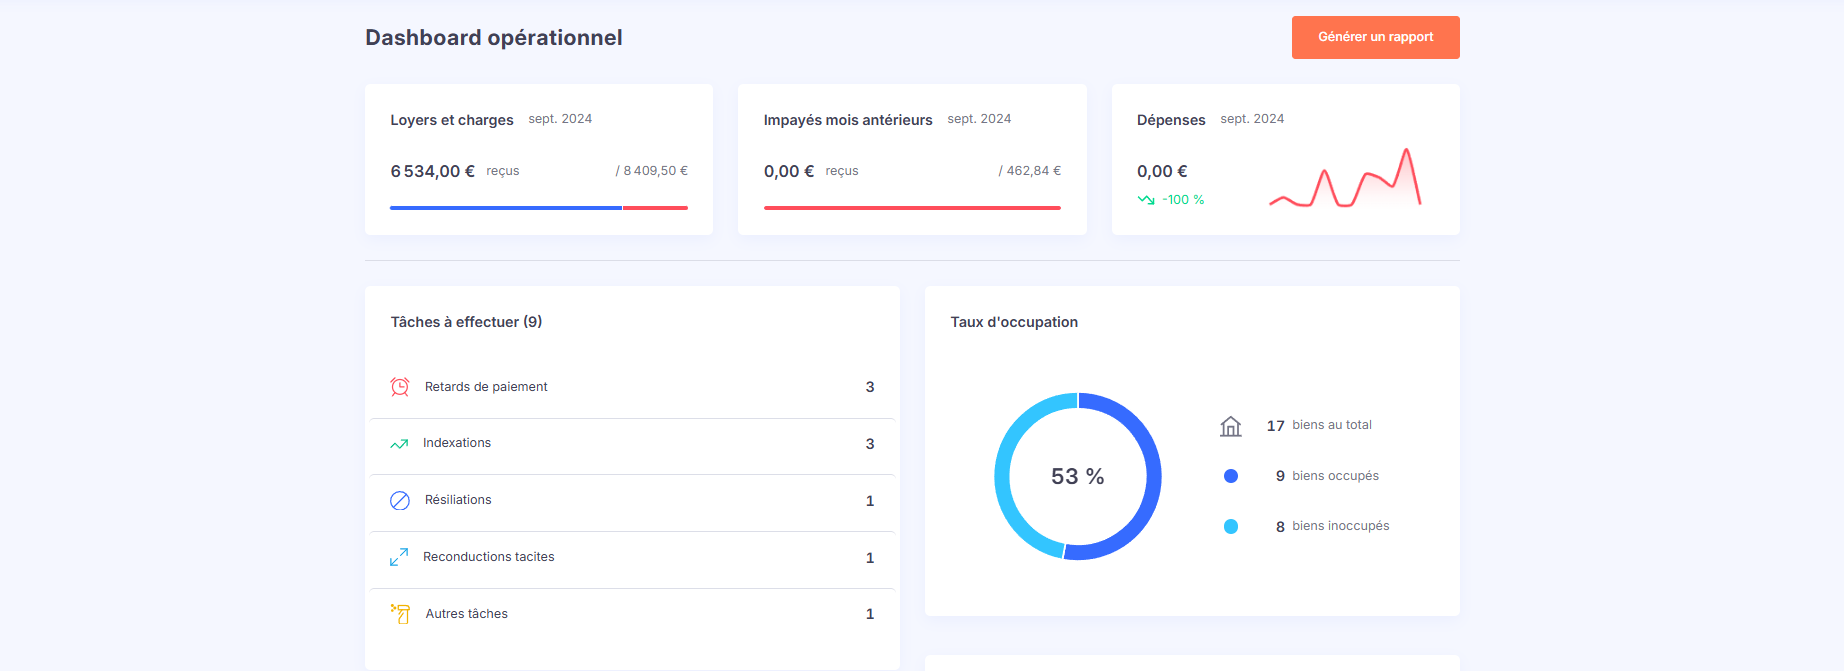 Dashboard opérationnel
Générer un rapport
Loyers et charges sept. 2024
6 534,00 € reçus / 8 409,50 €
Impayés mois antérieurs sept. 2024
0,00 € reçus / 462,84 €
Dépenses sept. 2024
0,00 €
-100 %
Tâches à effectuer (9)
Retards de paiement 3
Indexations 3
Résiliations 1
Reconductions tacites 1
Autres tâches 1
Taux d'occupation
53 %
17 biens au total
9 biens occupés
8 biens inoccupés